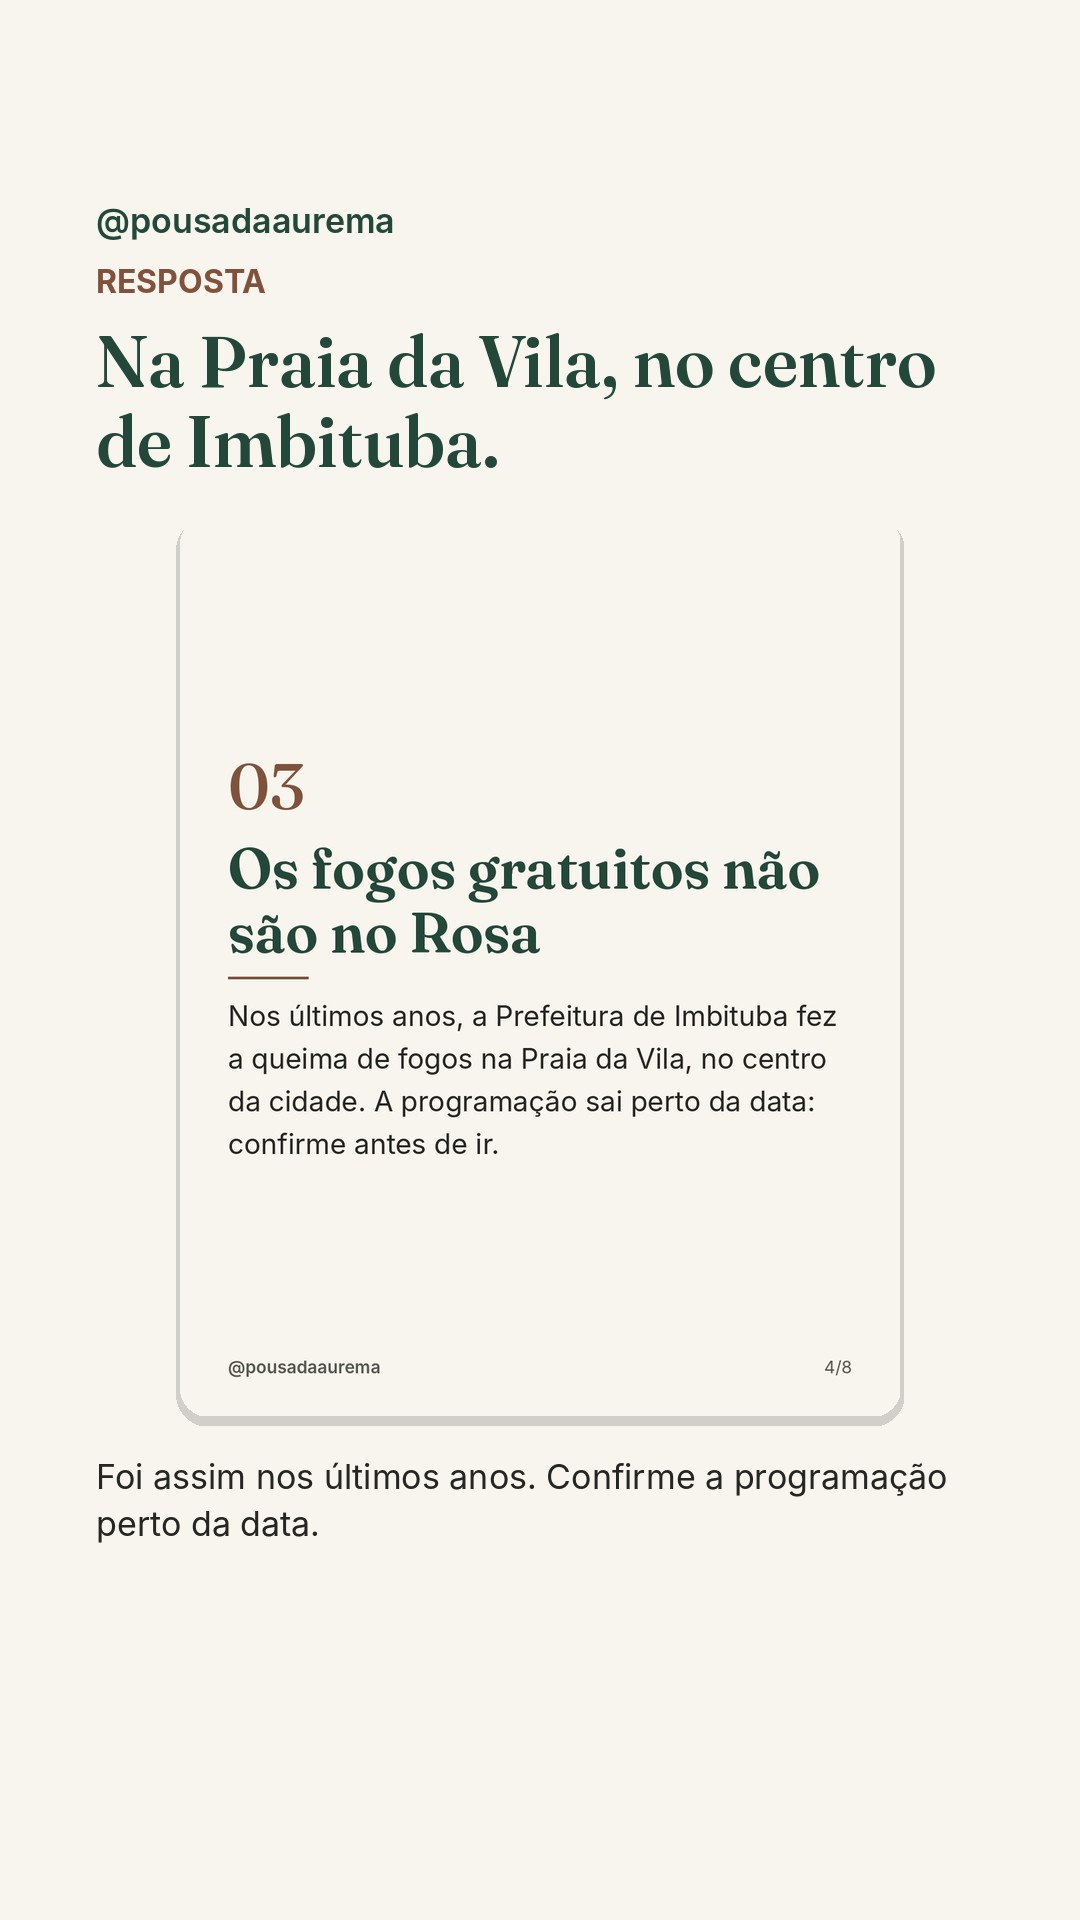 @pousadaaurema
RESPOSTA
Na Praia da Vila, no centro
de Imbituba.
03
Os fogos gratuitos não
são no Rosa
Nos últimos anos, a Prefeitura de Imbituba fez
a queima de fogos na Praia da Vila, no centro
da cidade. A programação sai perto da data:
confirme antes de ir.
@pousadaaurema
4/8
Foi assim nos últimos anos. Confirme a programação
perto da data.